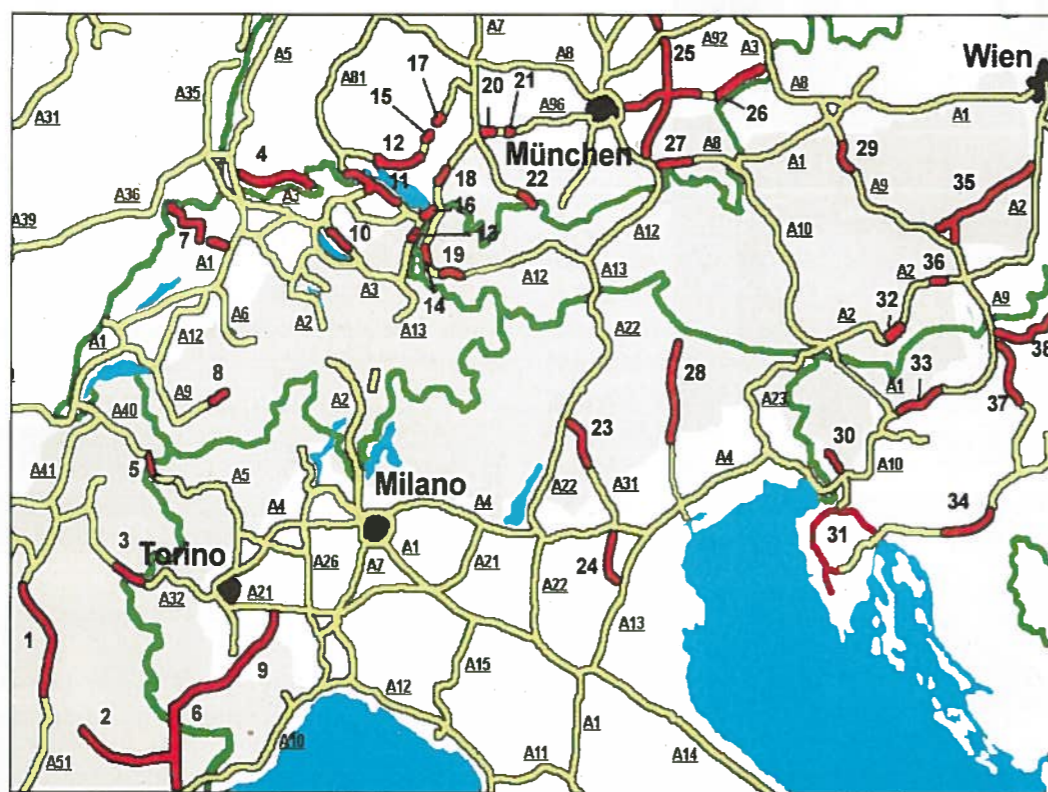 A7
A92
A5
A8
25
A3
Wien
17
A81
20
21
A35
15
A96
A8
A31
26
A1
12
München
27
A8
4
29
11
18
A1
A36
A3
22
A9
35
16
A39
10
13
A12
A10
A2
7
19
A1
A12
A13
36
A3
14
A2
A9
A6
A2
A13
32
A12
A22
A2
38
A1
8
28
A1
33
A9
A2
37
A40
A23
23
30
5
A4
A10
A41
A5
Milano
A22
A31
A4
A4
34
3
31
Torino
A26
A1
A21
24
A7
A22
A32
A21
A13
1
9
A15
2
6
A12
A10
A1
A51
A11
A14